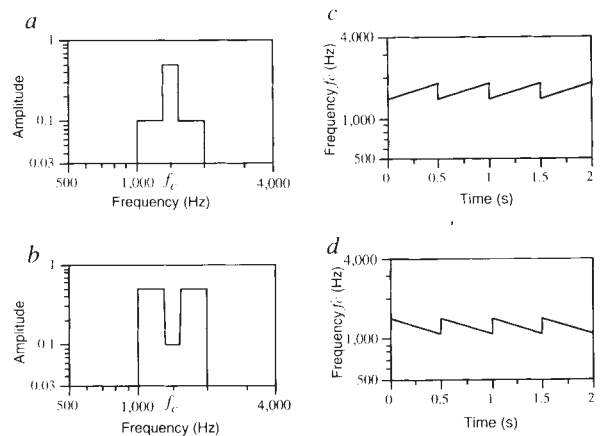 a
1
0.1
0.03
Amplitude
500
1,000
f_c
4,000
Frequency (Hz)
b
1
0.1
0.03
Amplitude
500
1,000
f_c
4,000
Frequency (Hz)
c
4,000
1,000
500
Frequency fc (Hz)
0
0.5
1
1.5
2
Time (s)
d
4,000
1,000
500
Frequency fc (Hz)
0
0.5
1
1.5
2
Time (s)